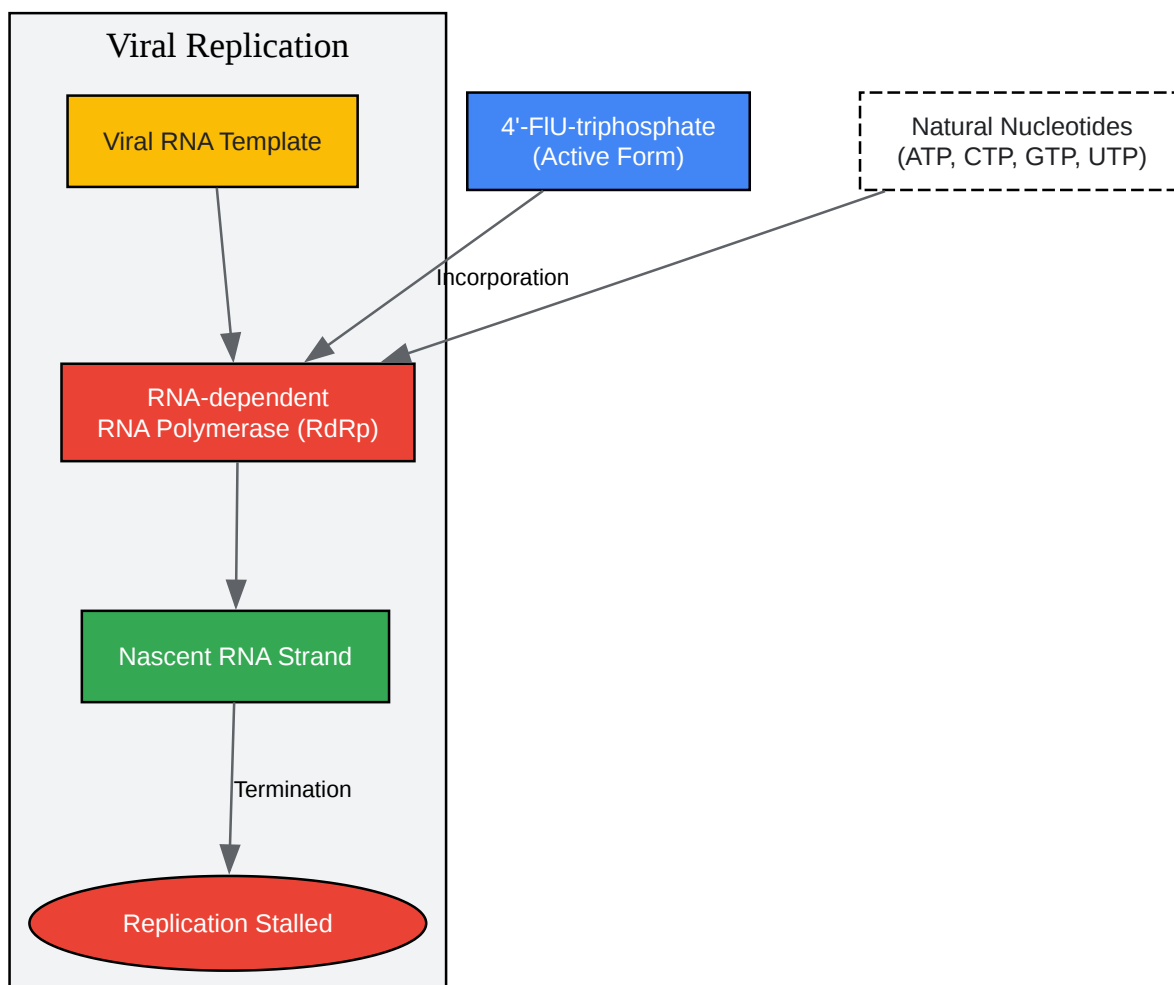 Viral Replication
Viral RNA Template
4'-FlU-triphosphate
(Active Form)
Natural Nucleotides
(ATP, CTP, GTP, UTP)
Incorporation
RNA-dependent
RNA Polymerase (RdRp)
Nascent RNA Strand
Termination
Replication Stalled